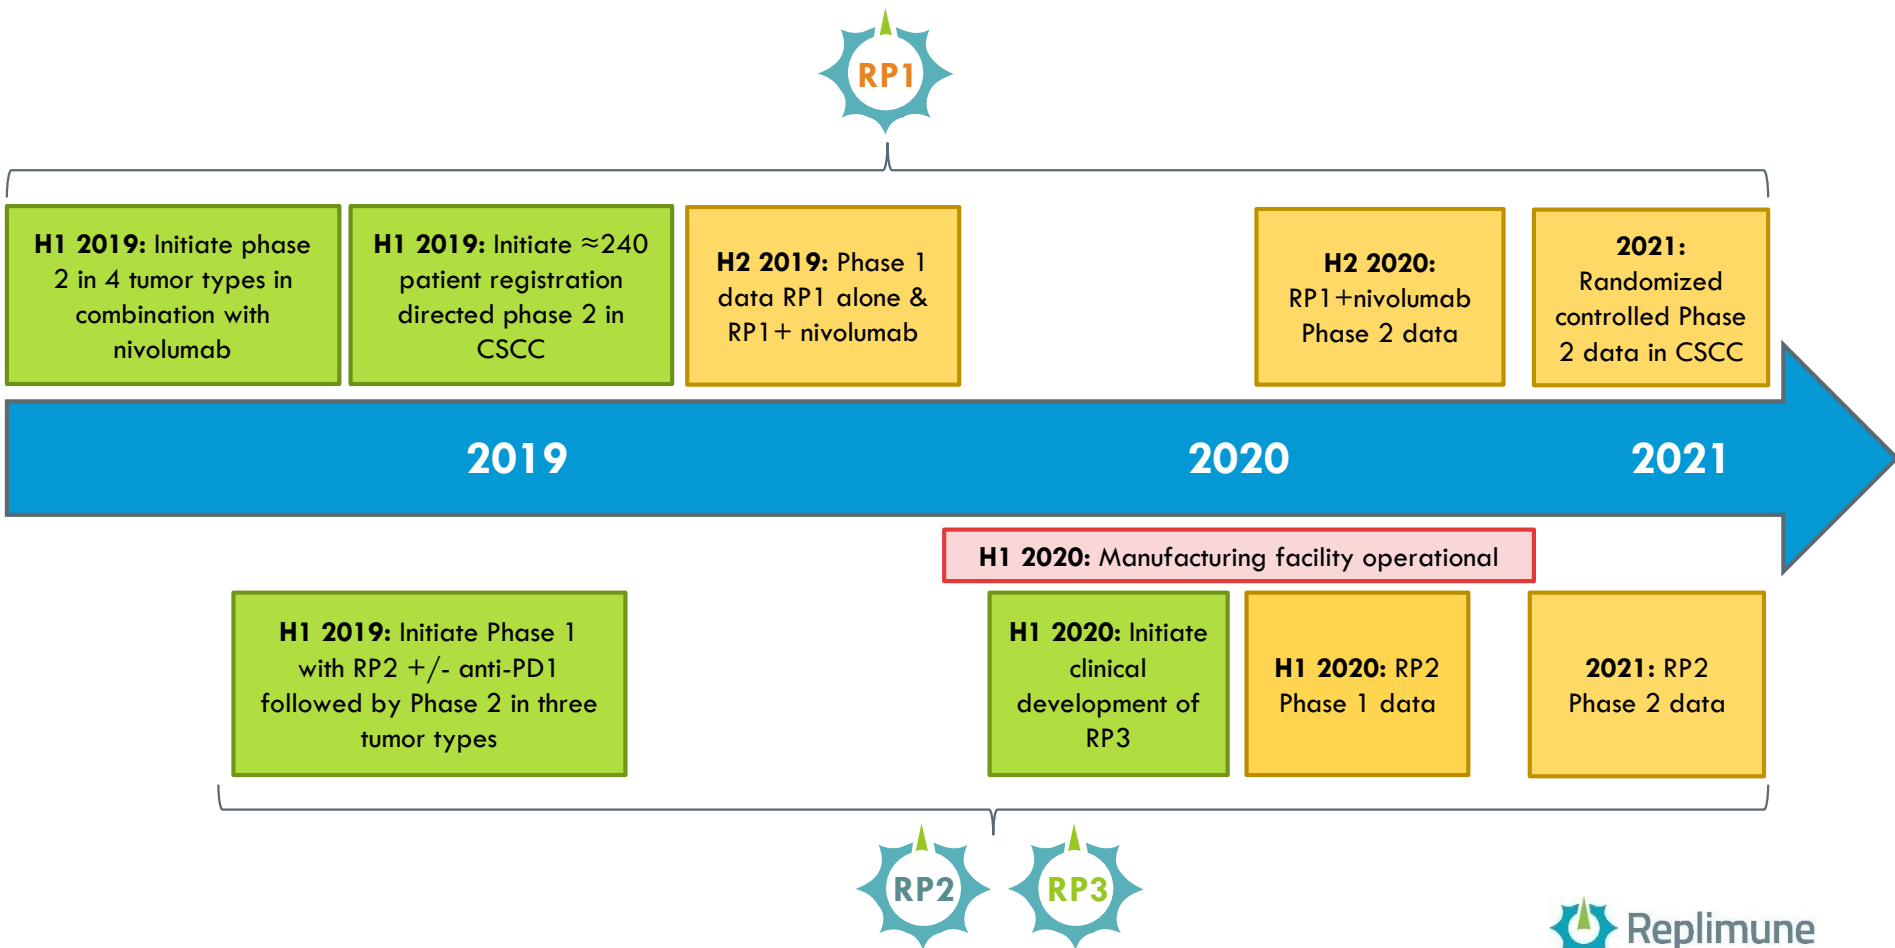 RP1
H1 2019: Initiate phase
2 in 4 tumor types in
combination with
nivolumab
H1 2019: Initiate ≈240
patient registration
directed phase 2 in
CSCC
H2 2019: Phase 1
data RP1 alone &
RP1+ nivolumab
H2 2020:
RP1+nivolumab
Phase 2 data
2021:
Randomized
controlled Phase
2 data in CSCC
2019
2020
2021
H1 2020: Manufacturing facility operational
H1 2019: Initiate Phase 1
with RP2 +/- anti-PD1
followed by Phase 2 in three
tumor types
H1 2020: Initiate
clinical
development of
RP3
H1 2020: RP2
Phase 1 data
2021: RP2
Phase 2 data
RP2
RP3
Replimune